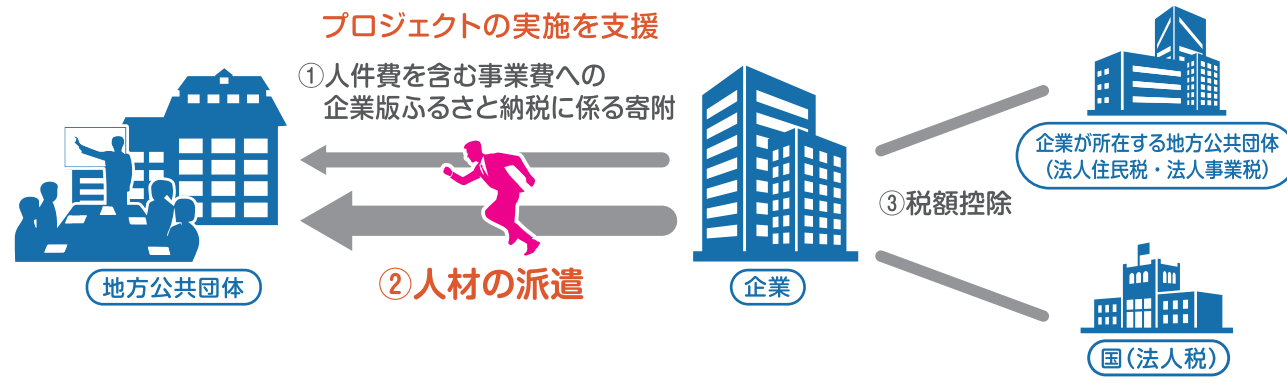 プロジェクトの実施を支援
①人件費を含む事業費への
企業版ふるさと納税に係る寄附
②人材の派遣
地方公共団体
企業
③税額控除
企業が所在する地方公共団体
(法人住民税・法人事業税)
国(法人税)